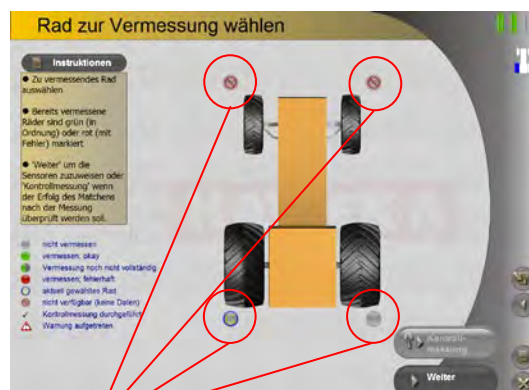 Rad zur Vermessung wählen
Instruktionen
● Zu vermessendes Rad
auswählen
● Bereits vermessene
Räder sind grün (in
Ordnung) oder rot (mit
Fehler) markiert
● 'Weiter' um die
Sensoren zuzuweisen oder
'Kontrollmessung' wenn
der Erfolg des Matchens
nach der Messung
überprüft werden soll.
nicht vermessen
vermessen; okay
Vermessung noch nicht vollständig
vermessen; fehlerhaft
aktuell gewähltes Rad
nicht verfügbar (keine Daten)
Kontrollmessung durchgeführt
Warnung aufgetreten
Kontroll-
messung
Weiter